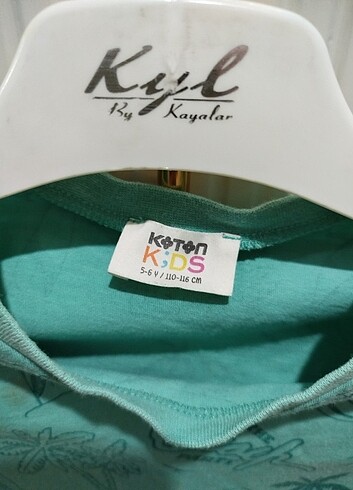 Kyl
By Kayalar
KOTON
KiDS
5-6 Y / 110-116 CM